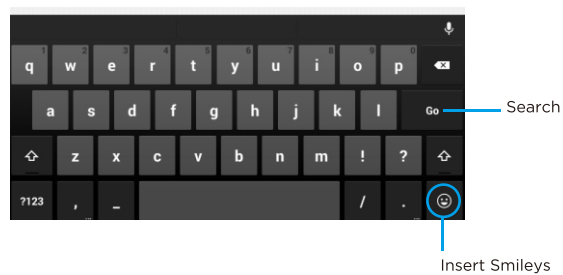 1 2 3 4 5 6 7 8 9 0
q w e r t y u i o p
a s d f g h j k l Go Search
z x c v b n m ! ?
?123 , ... _ / . ...
Insert Smileys